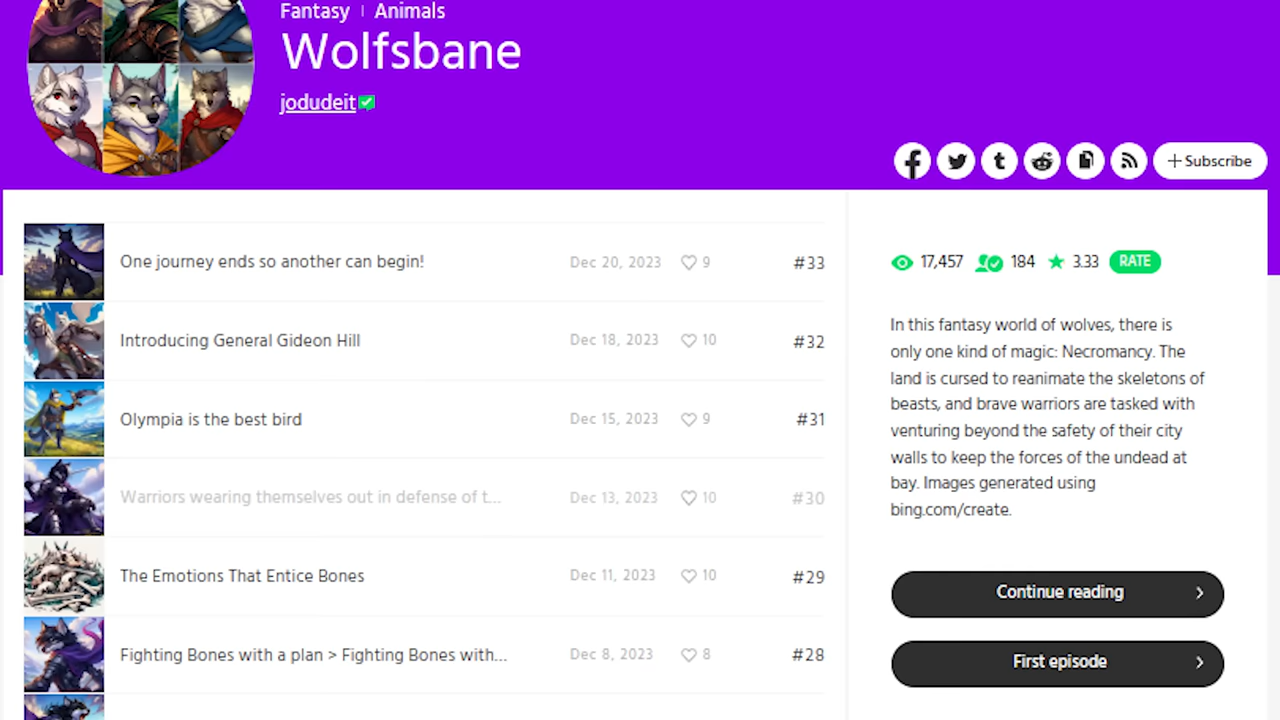 Fantasy | Animals
Wolfsbane
jodudeit
+ Subscribe
One journey ends so another can begin! Dec 20, 2023 9 #33
Introducing General Gideon Hill Dec 18, 2023 10 #32
Olympia is the best bird Dec 15, 2023 9 #31
Warriors wearing themselves out in defense of t... Dec 13, 2023 10 #30
The Emotions That Entice Bones Dec 11, 2023 10 #29
Fighting Bones with a plan > Fighting Bones with... Dec 8, 2023 8 #28
17,457 184 3.33 RATE
In this fantasy world of wolves, there is
only one kind of magic: Necromancy. The
land is cursed to reanimate the skeletons of
beasts, and brave warriors are tasked with
venturing beyond the safety of their city
walls to keep the forces of the undead at
bay. Images generated using
bing.com/create.
Continue reading
First episode